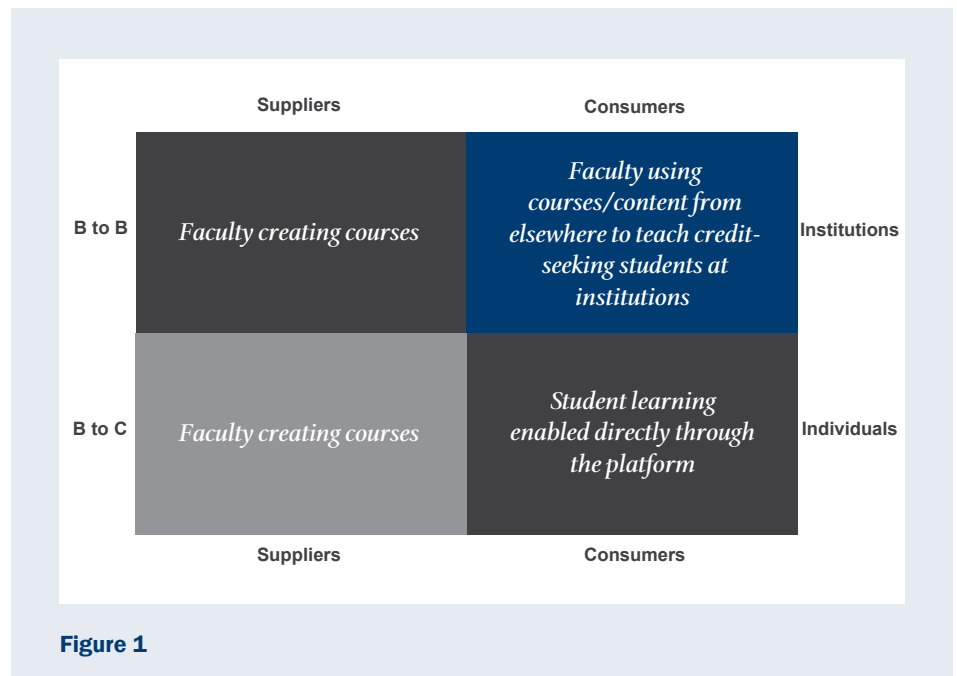 Suppliers
Consumers
B to B
Faculty creating courses
Faculty using
courses/content from
elsewhere to teach credit-
seeking students at
institutions
Institutions
B to C
Faculty creating courses
Student learning
enabled directly through
the platform
Individuals
Suppliers
Consumers
Figure 1